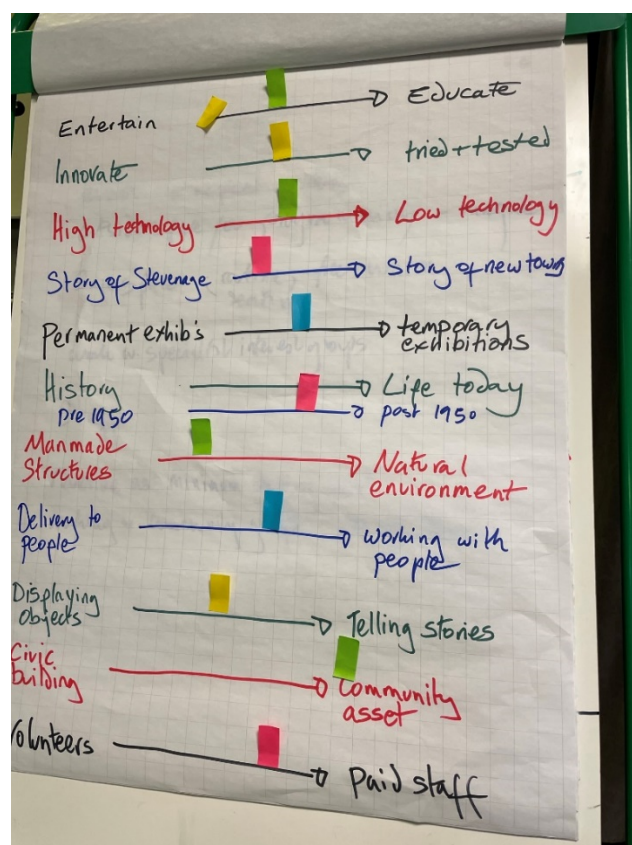 Entertain Educate
Innovate tried + tested
High technology Low technology
Story of Stevenage Story of new towns
Permanent exhib's temporary
exhibitions
History Life today
pre 1950 post 1950
Manmade
Structures
Natural
environment
Delivery to
people
working with
people
Displaying
objects
Telling stories
Civic
building
Community
asset
Volunteers paid staff